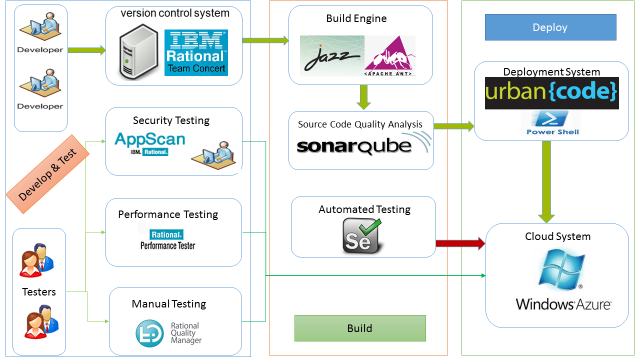 Developer
Developer
version control system
IBM
Rational
Team Concert
Build Engine
jazz
<APACHE ANT>
Deploy
Deployment System
urban{code}
Power Shell
Security Testing
AppScan
IBM. Rational.
Source Code Quality Analysis
sonarqube
Develop & Test
Performance Testing
Rational.
Performance Tester
Automated Testing
Se
Cloud System
Windows Azure
Testers
Manual Testing
Rational
Quality
Manager
Build